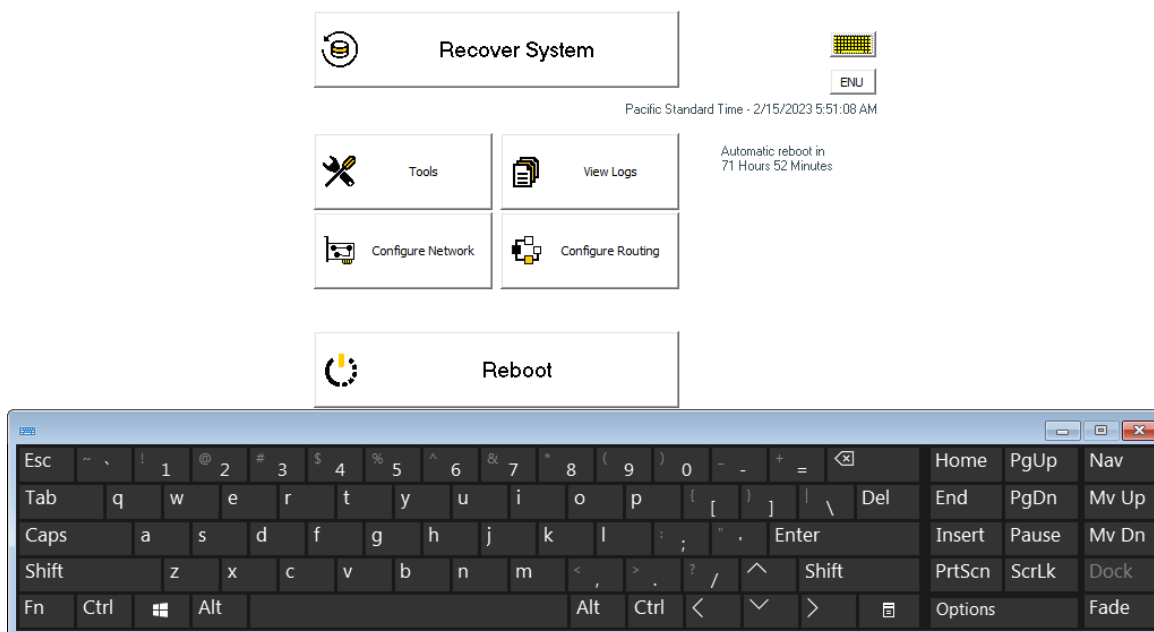 Recover System
ENU
Pacific Standard Time - 2/15/2023 5:51:08 AM
Tools View Logs
Automatic reboot in
71 Hours 52 Minutes
Configure Network Configure Routing
Reboot
Esc ~ ` ! 1 @ 2 # 3 $ 4 % 5 ^ 6 & 7 * 8 ( 9 ) 0 _ - + = Home PgUp Nav
Tab q w e r t y u i o p { [ } ] | \ Del End PgDn Mv Up
Caps a s d f g h j k l : ; " ' Enter Insert Pause Mv Dn
Shift z x c v b n m < , > . ? / Shift PrtScn ScrLk Dock
Fn Ctrl Alt Alt Ctrl Options Fade